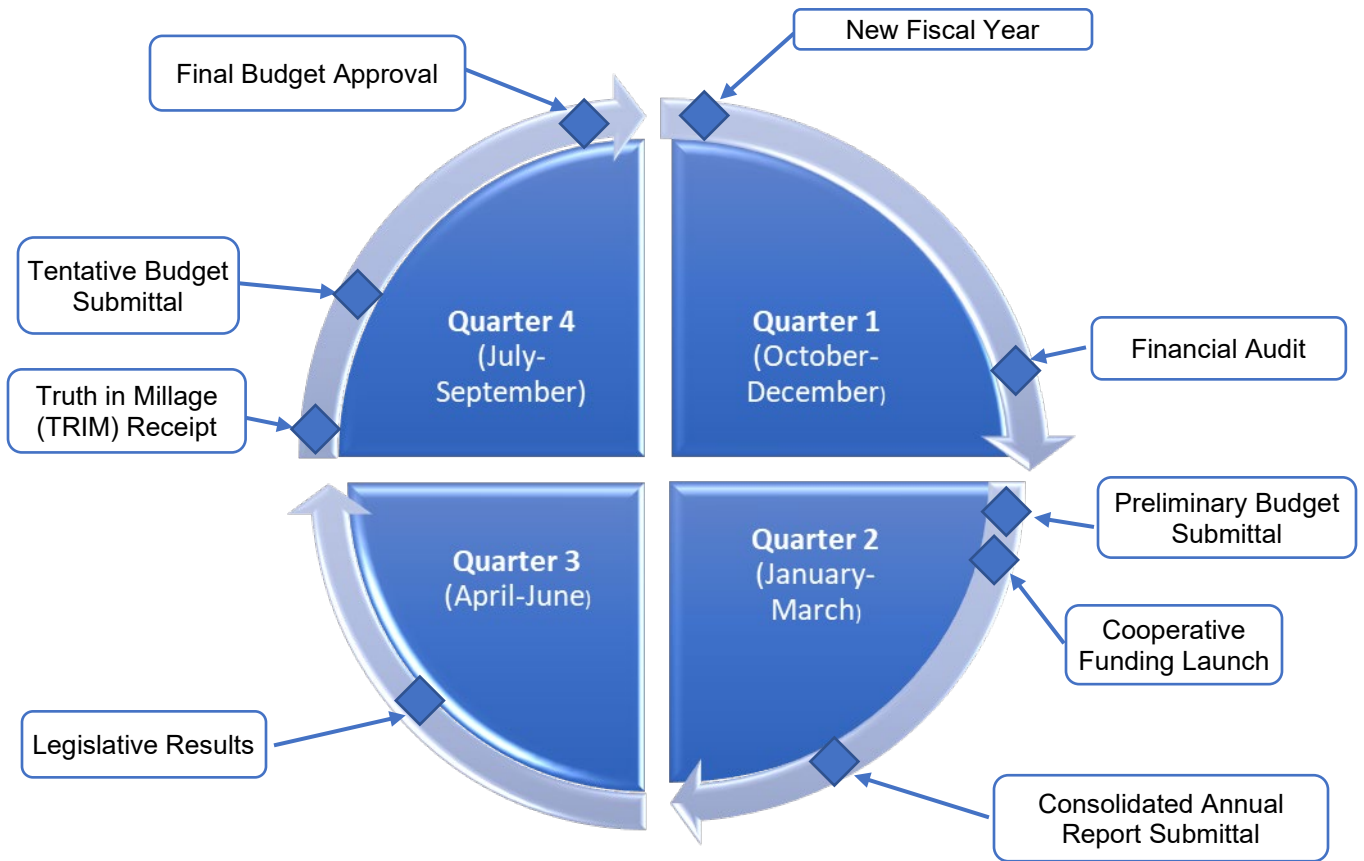 New Fiscal Year
Final Budget Approval
Tentative Budget
Submittal
Quarter 4
(July-
September)
Quarter 1
(October-
December)
Financial Audit
Truth in Millage
(TRIM) Receipt
Preliminary Budget
Submittal
Quarter 3
(April-June)
Quarter 2
(January-
March)
Cooperative
Funding Launch
Legislative Results
Consolidated Annual
Report Submittal